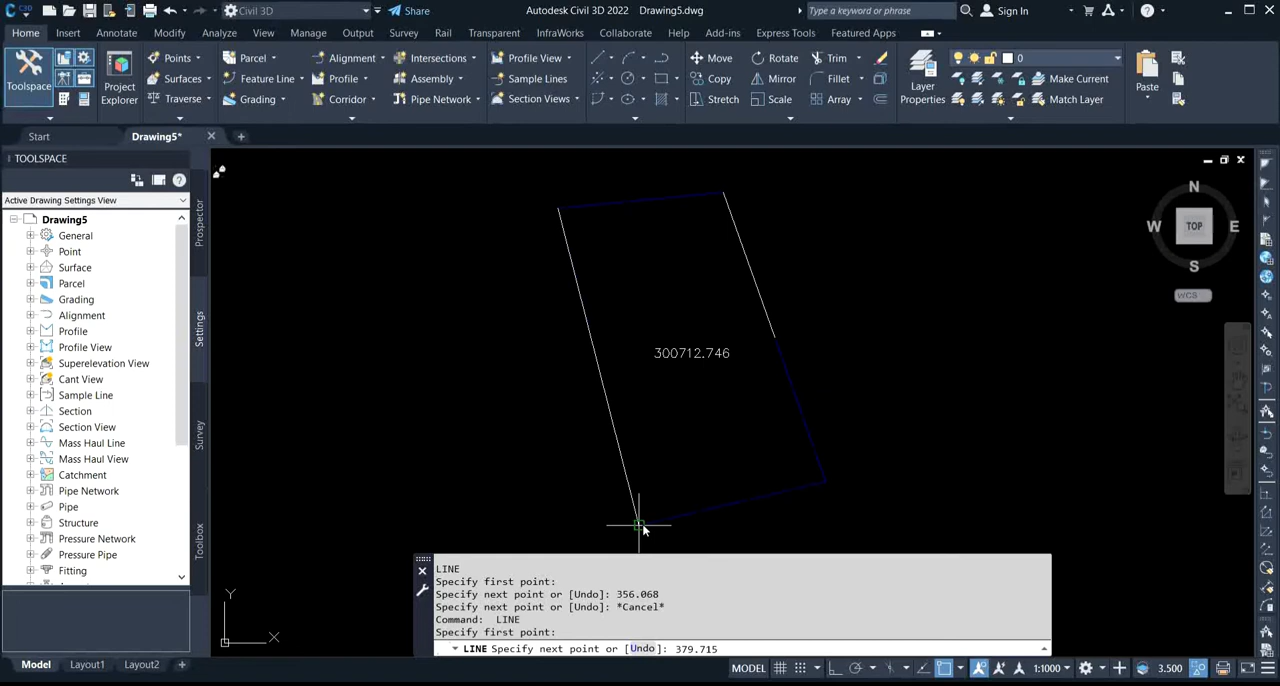 C3D Civil 3D Share Autodesk Civil 3D 2022 Drawing5.dwg Type a keyword or phrase Sign In
Home Insert Annotate Modify Analyze View Manage Output Survey Rail Transparent InfraWorks Collaborate Help Add-ins Express Tools Featured Apps
Toolspace
Project Explorer
Points Parcel Alignment Intersections Profile View Move Rotate Trim 0
Surfaces Feature Line Profile Assembly Sample Lines Copy Mirror Fillet Make Current
Traverse Grading Corridor Pipe Network Section Views Stretch Scale Array Match Layer
Layer Properties
Paste
Start Drawing5*
TOOLSPACE
Active Drawing Settings View
Drawing5
General
Point
Surface
Parcel
Grading
Alignment
Profile
Profile View
Superelevation View
Cant View
Sample Line
Section
Section View
Mass Haul Line
Mass Haul View
Catchment
Pipe Network
Pipe
Structure
Pressure Network
Pressure Pipe
Fitting
Prospector
Settings
Survey
Toolbox
N
W TOP E
S
WCS
300712.746
Y
X
LINE
Specify first point:
Specify next point or [Undo]: 356.068
Specify next point or [Undo]: *Cancel*
Command: LINE
Specify first point:
LINE Specify next point or [Undo]: 379.715
Model Layout1 Layout2 + MODEL 1:1000 3.500